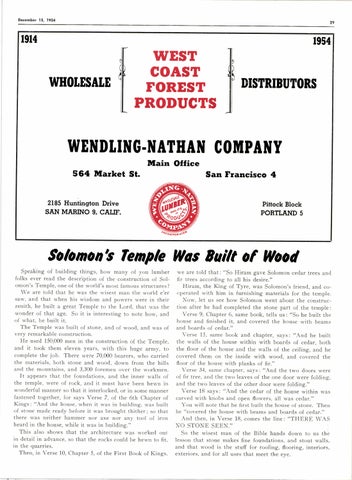 December 15, 1954
29
1914
1954
WEST
COAST
FOREST
PRODUCTS
WHOLESALE
DISTRIBUTORS
WENDLING-NATHAN COMPANY
Main Office
564 Market St.
San Francisco 4
2185 Huntington Drive
SAN MARINO 9, CALIF.
WENDLING-NATHAN
LUMBER
COMPANY
Pittock Block
PORTLAND 5
Solomon's Temple Was Built of Wood
Speaking of building things, how many of you lumber
folks ever read the description of the construction of Sol-
omon's Temple, one of the world's most famous structures?
We are told that he was the wisest man the world e'er
saw, and that when his wisdom and powers were in their
zenith, he built a great Temple to the Lord, that was the
wonder of that age. So it is interesting to note how, and
of what, he built it.
The Temple was built of stone, and of wood, and was of
very remarkable construction.
He used 180,000 men in the construction of the Temple,
and it took them eleven years, with this huge army, to
complete the job. There were 70,000 bearers, who carried
the materials, both stone and wood, down from the hills
and the mountains, and 3,300 foremen over the workmen.
It appears that the foundations, and the inner walls of
the temple, were of rock, and it must have been hewn in
wonderful manner so that it interlocked, or in some manner
fastened together, for says Verse 7, of the 6th Chapter of
Kings: "And the house, when it was in building, was built
of stone made ready before it was brought thither; so that
there was neither hammer nor axe nor any tool of iron
heard in the house, while it was in building."
This also shows that the architecture was worked out
in detail in advance, so that the rocks could be hewn to fit,
in the quarries.
Then, in Verse 10, Chapter 5, of the First Book of Kings,
we are told that: "So Hiram gave Solomon cedar trees and
fir trees according to all his desire."
Hiram, the King of Tyre, was Solomon's friend, and co-
operated with him in furnishing materials for the temple.
Now, let us see how Solomon went about the construc-
tion after he had completed the stone part of the temple:
Verse 9, Chapter 6, same book, tells us: "So he built the
house and finished it, and covered the house with beams
and boards of cedar."
Verse 15, same book and chapter, says: "And he built
the walls of the house within with boards of cedar, both
the floor of the house and the walls of the ceiling; and he
covered them on the inside with wood, and covered the
floor of the house with planks of fir."
Verse 34, same chapter, says: "And the two doors were
of fir tree, and the two leaves of the one door were folding,
and the two leaves of the other door were folding."
Verse 18 says: "And the cedar of the house within was
carved with knobs and open flowers, all was cedar."
You will note that he first built the house of stone. Then
he "covered the house with beams and boards of cedar."
And then, in Verse 18, comes the line: "THERE WAS
NO STONE SEEN."
So the wisest man of the Bible hands down to us the
lesson that stone makes fine foundations, and stout walls,
and that wood is the stuff for roofing, flooring, interiors,
exteriors, and for all uses that meet the eye.